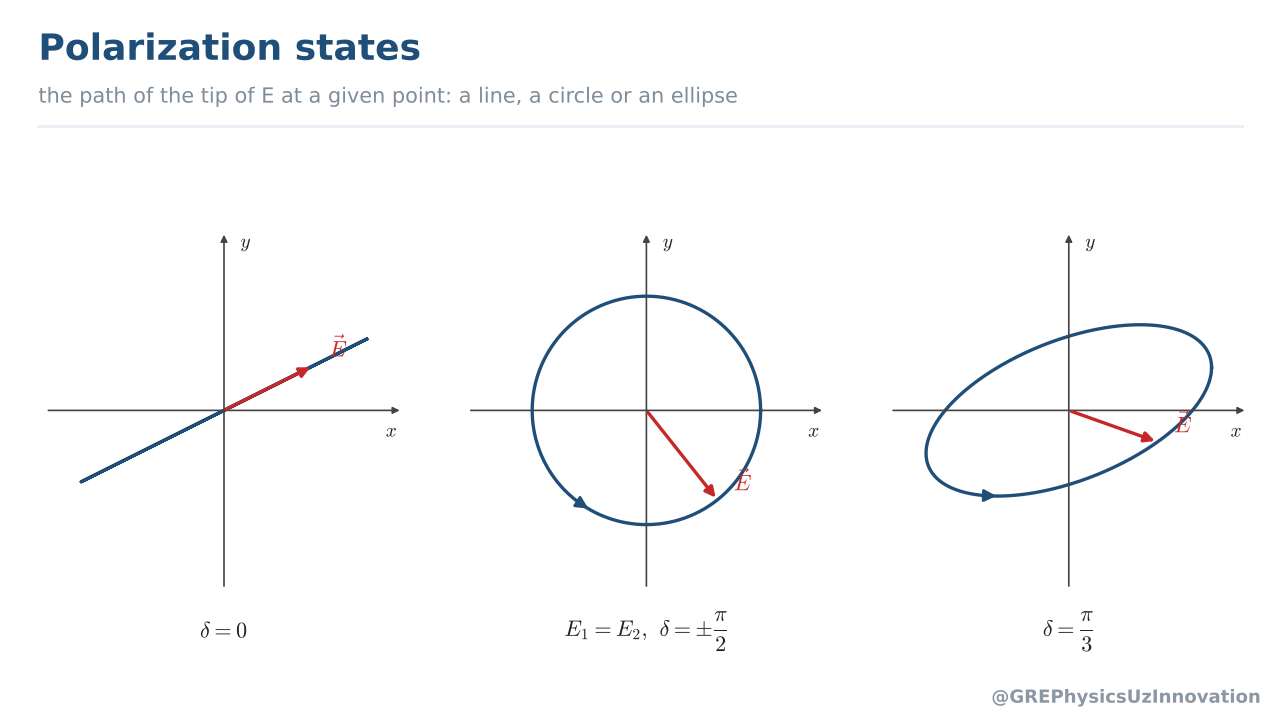 Polarization states
the path of the tip of E at a given point: a line, a circle or an ellipse
y
y
y
E⃗
E⃗
E⃗
x
x
x
δ = 0
E₁ = E₂, δ = ±π/2
δ = π/3
@GREPhysicsUzInnovation